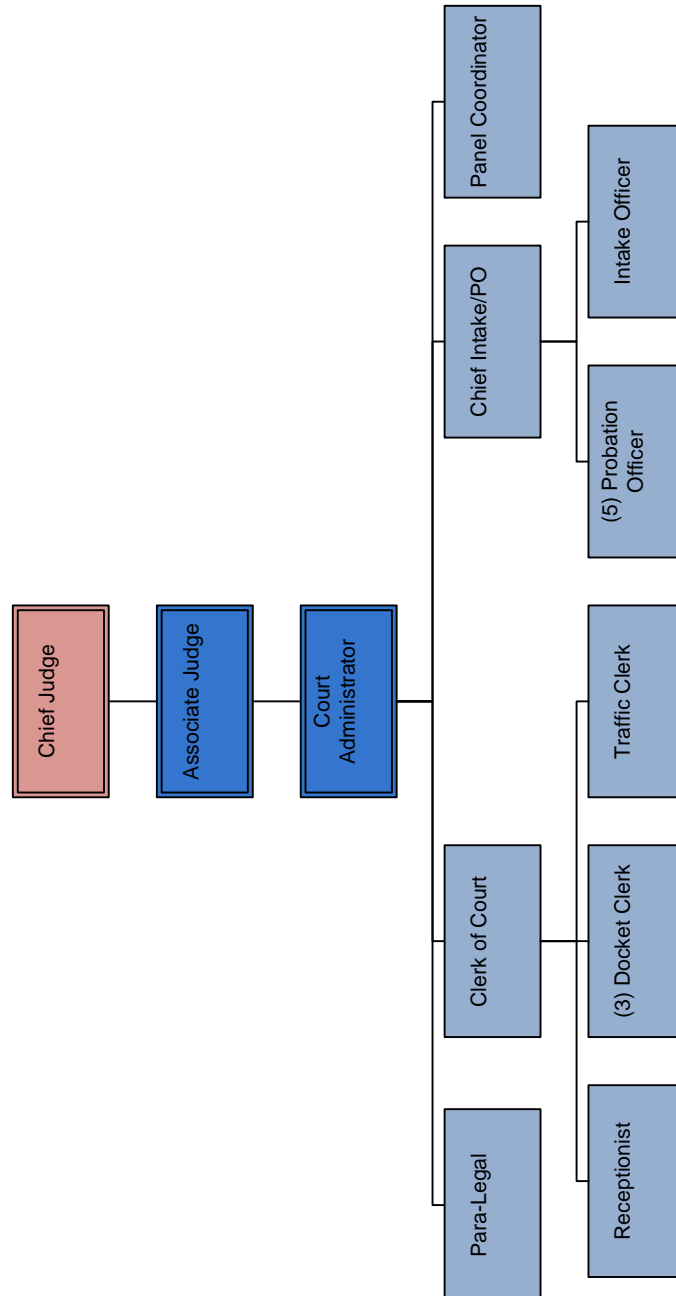 Chief Judge
Associate Judge
Court
Administrator
Para-Legal
Clerk of Court
Chief Intake/PO
Panel Coordinator
Receptionist
(3) Docket Clerk
Traffic Clerk
(5) Probation
Officer
Intake Officer